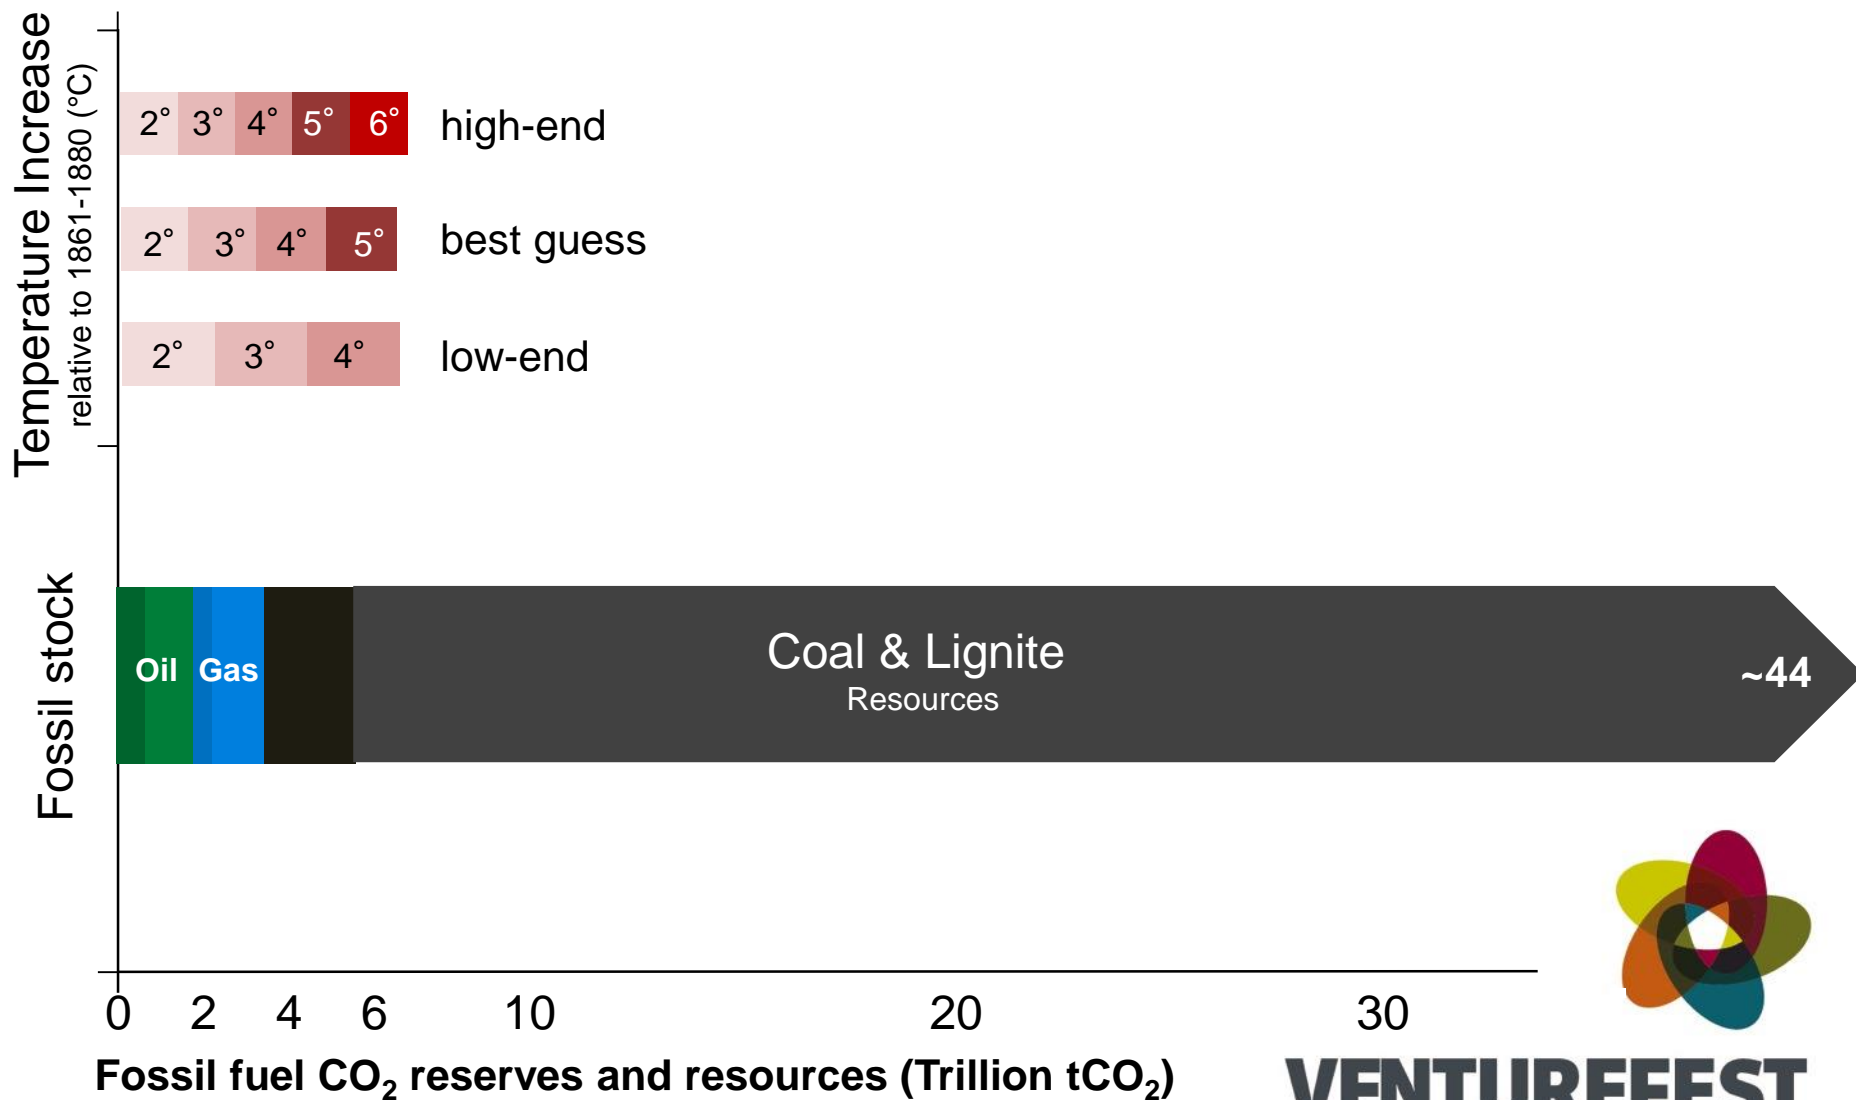 Temperature Increase
relative to 1861-1880 (°C)
2° 3° 4° 5° 6° high-end
2° 3° 4° 5° best guess
2° 3° 4° low-end
Fossil stock
Oil Gas
Coal & Lignite
Resources
~44
0 2 4 6 10 20 30
Fossil fuel CO₂ reserves and resources (Trillion tCO₂)
VENTUREFEST